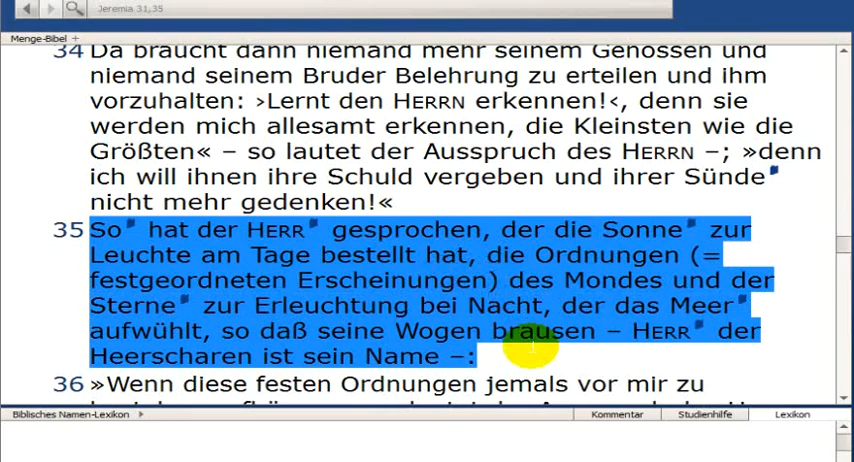 Jeremia 31,35
Menge-Bibel +
34 Da braucht dann niemand mehr seinem Genossen und
niemand seinem Bruder Belehrung zu erteilen und ihm
vorzuhalten: ›Lernt den HERRN erkennen!‹, denn sie
werden mich allesamt erkennen, die Kleinsten wie die
Größten« – so lautet der Ausspruch des HERRN –; »denn
ich will ihnen ihre Schuld vergeben und ihrer Sünde
nicht mehr gedenken!«
35 So hat der HERR gesprochen, der die Sonne zur
Leuchte am Tage bestellt hat, die Ordnungen (=
festgeordneten Erscheinungen) des Mondes und der
Sterne zur Erleuchtung bei Nacht, der das Meer
aufwühlt, so daß seine Wogen brausen – HERR der
Heerscharen ist sein Name –:
36 »Wenn diese festen Ordnungen jemals vor mir zu
Biblisches Namen-Lexikon
Kommentar Studienhilfe Lexikon